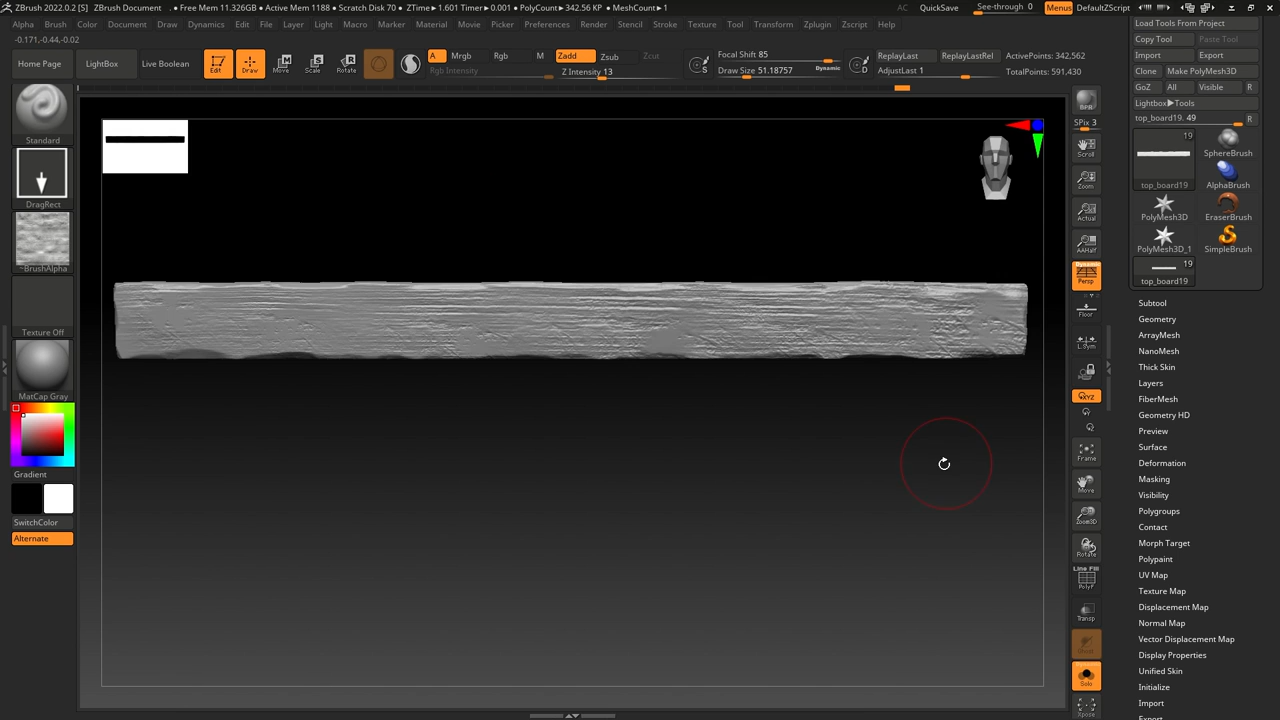 ZBrush 2022.0.2 [S] ZBrush Document . ● Free Mem 11.326GB ● Active Mem 1188 ● Scratch Disk 70 ● ZTime►1.601 Timer►0.001 ● PolyCount►342.56 KP ● MeshCount►1 AC QuickSave See-through 0 Menus DefaultZScript
Alpha Brush Color Document Draw Dynamics Edit File Layer Light Macro Marker Material Movie Picker Preferences Render Stencil Stroke Texture Tool Transform Zplugin Zscript Help
-0.171,-0.44,-0.02
Home Page LightBox Live Boolean Edit Draw Move Scale Rotate
A Mrgb Rgb M Zadd Zsub Zcut
Rgb Intensity Z Intensity 13
S Focal Shift 85
Draw Size 51.18757 Dynamic
D ReplayLast ReplayLastRel ActivePoints: 342,562
AdjustLast 1 TotalPoints: 591,430
Standard
DragRect
~BrushAlpha
Texture Off
MatCap Gray
Gradient
SwitchColor
Alternate
BPR
SPix 3
Scroll
Zoom
Actual
AAHalf
Dynamic
Persp
Floor
L.Sym
XYZ
Frame
Move
Zoom3D
Rotate
Line Fill
PolyF
Transp
Dynamic
Solo
Xpose
Load Tools From Project
Copy Tool Paste Tool
Import Export
Clone Make PolyMesh3D
GoZ All Visible R
Lightbox►Tools
top_board19. 49 R
19
top_board19 SphereBrush
AlphaBrush
PolyMesh3D EraserBrush
PolyMesh3D_1 SimpleBrush
19
top_board19
Subtool
Geometry
ArrayMesh
NanoMesh
Thick Skin
Layers
FiberMesh
Geometry HD
Preview
Surface
Deformation
Masking
Visibility
Polygroups
Contact
Morph Target
Polypaint
UV Map
Texture Map
Displacement Map
Normal Map
Vector Displacement Map
Display Properties
Unified Skin
Initialize
Import
Export